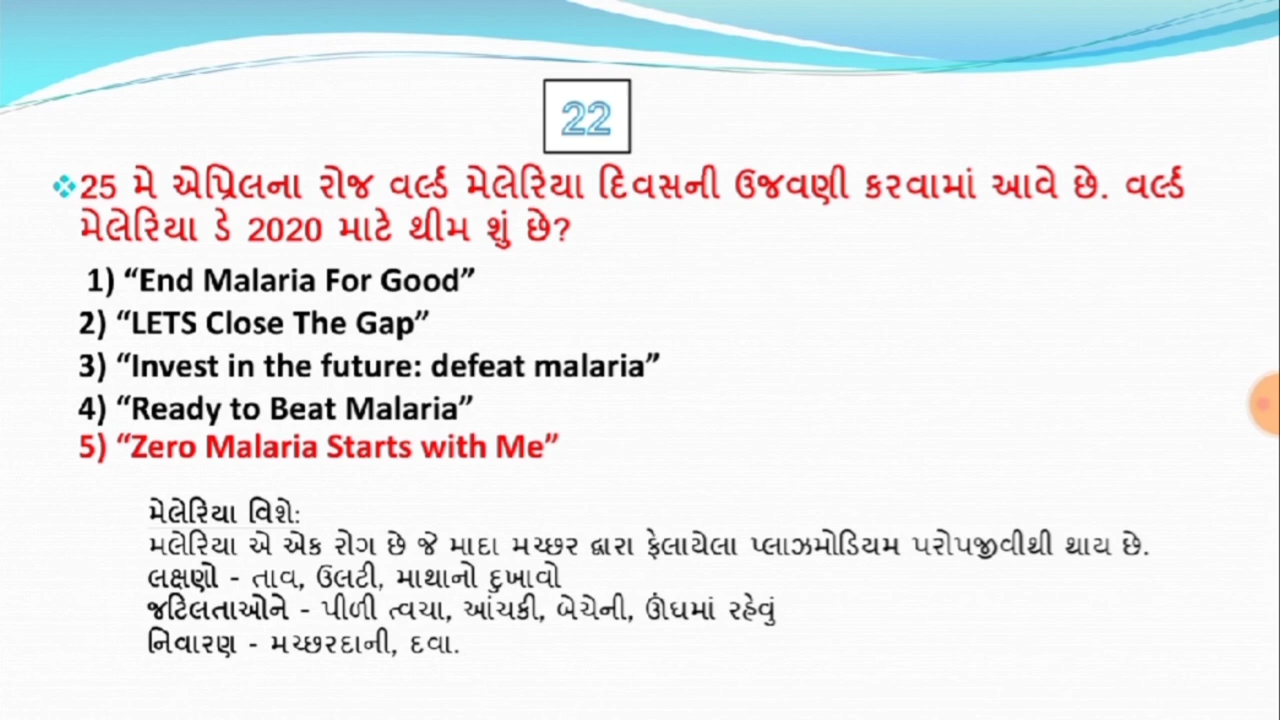 22
25 મે એપ્રિલના રોજ વર્લ્ડ મેલેરિયા દિવસની ઉજવણી કરવામાં આવે છે. વર્લ્ડ
મેલેરિયા ડે 2020 માટે થીમ શું છે?
1) “End Malaria For Good”
2) “LETS Close The Gap”
3) “Invest in the future: defeat malaria”
4) “Ready to Beat Malaria”
5) “Zero Malaria Starts with Me”
મેલેરિયા વિશે:
મલેરિયા એ એક રોગ છે જે માદા મચ્છર દ્વારા ફેલાયેલા પ્લાઝમોડિયમ પરોપજીવીથી થાય છે.
લક્ષણો - તાવ, ઉલટી, માથાનો દુખાવો
જટિલતાઓને - પીળી ત્વચા, આંચકી, બેચેની, ઊંઘમાં રહેવું
નિવારણ - મચ્છરદાની, દવા.